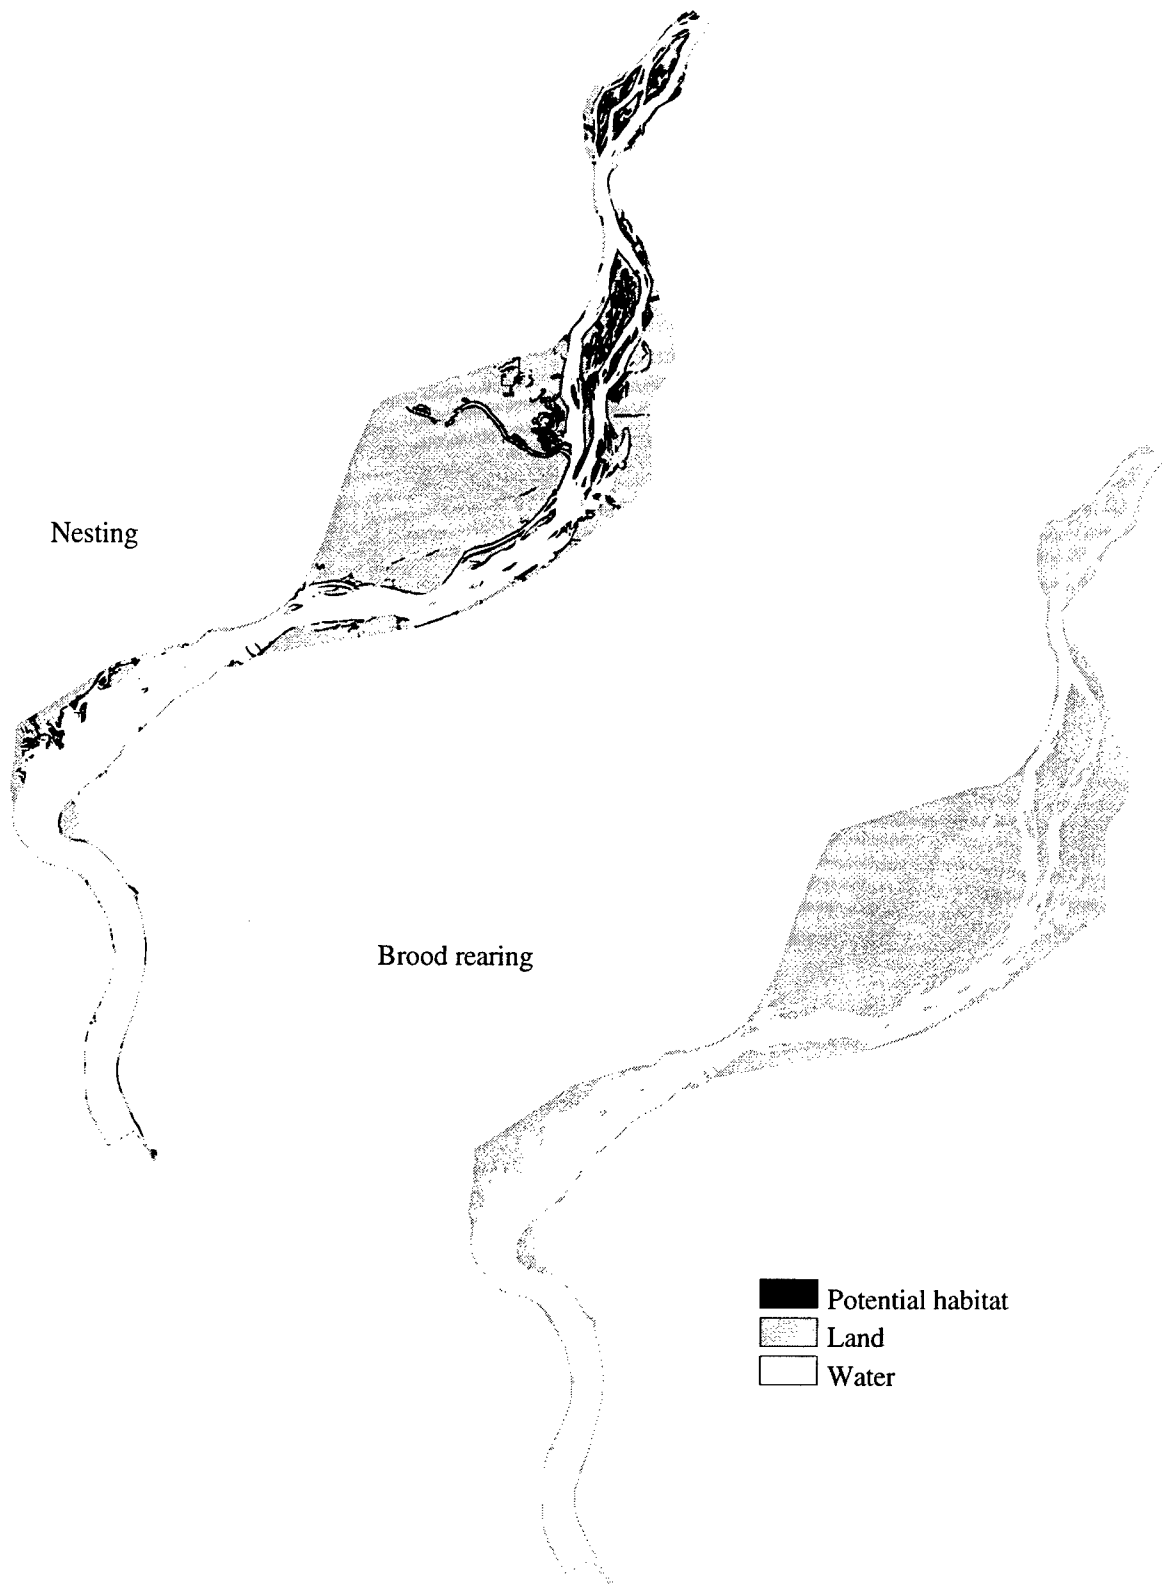 Nesting
Brood rearing
Potential habitat
Land
Water